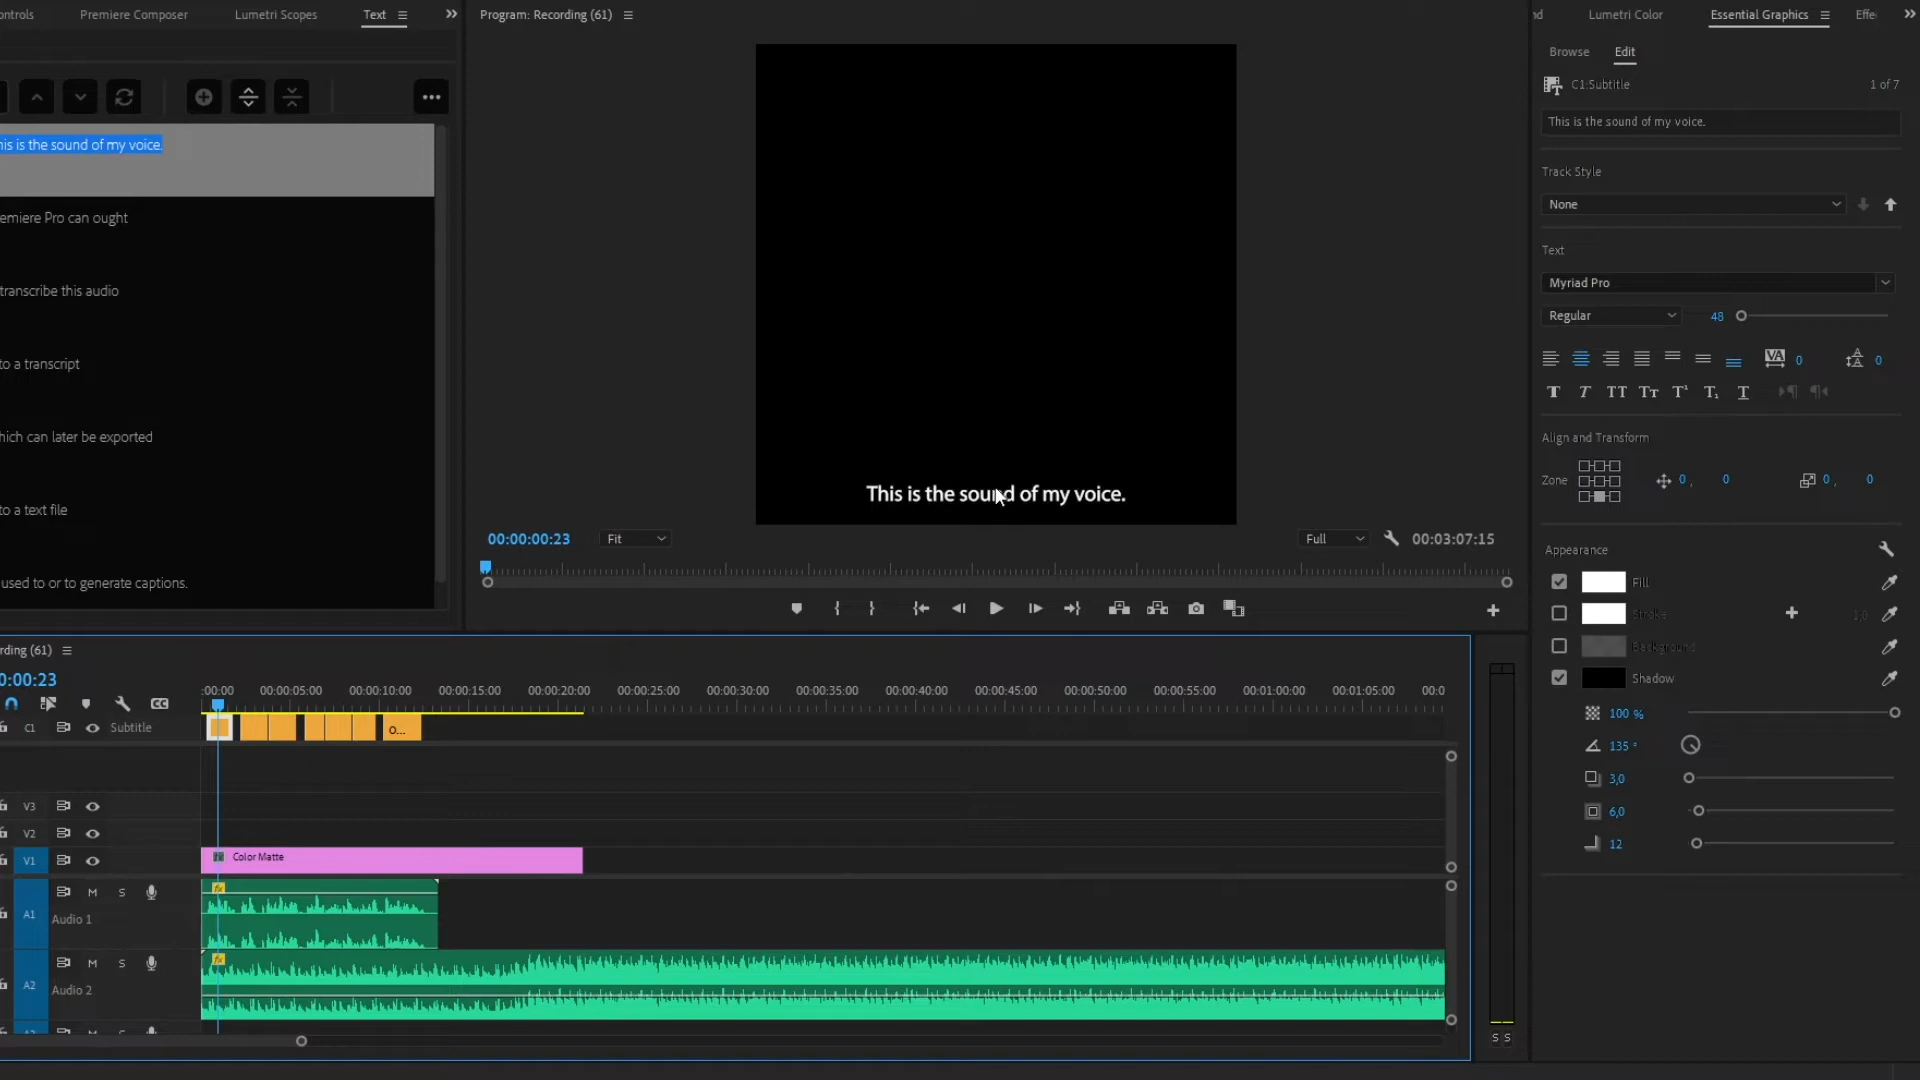 ontrols
Premiere Composer
Lumetri Scopes
Text
Program: Recording (61)
Lumetri Color
Essential Graphics
Effe
Browse
Edit
C1:Subtitle
1 of 7
This is the sound of my voice.
Track Style
None
Text
Myriad Pro
Regular
48
VA
0
0
Align and Transform
Zone
0 ,
0
0 ,
0
Appearance
Fill
Stroke
1,0
Background
Shadow
100 %
135 °
3,0
6,0
12
his is the sound of my voice.
emiere Pro can ought
transcribe this audio
to a transcript
hich can later be exported
to a text file
used to or to generate captions.
This is the sound of my voice.
00:00:00:23
Fit
Full
00:03:07:15
rding (61)
0:00:23
:00:00
00:00:05:00
00:00:10:00
00:00:15:00
00:00:20:00
00:00:25:00
00:00:30:00
00:00:35:00
00:00:40:00
00:00:45:00
00:00:50:00
00:00:55:00
00:01:00:00
00:01:05:00
00:0
CC
C1
Subtitle
O...
V3
V2
V1
fx
Color Matte
A1
M
S
Audio 1
fx
A2
M
S
Audio 2
fx
S S